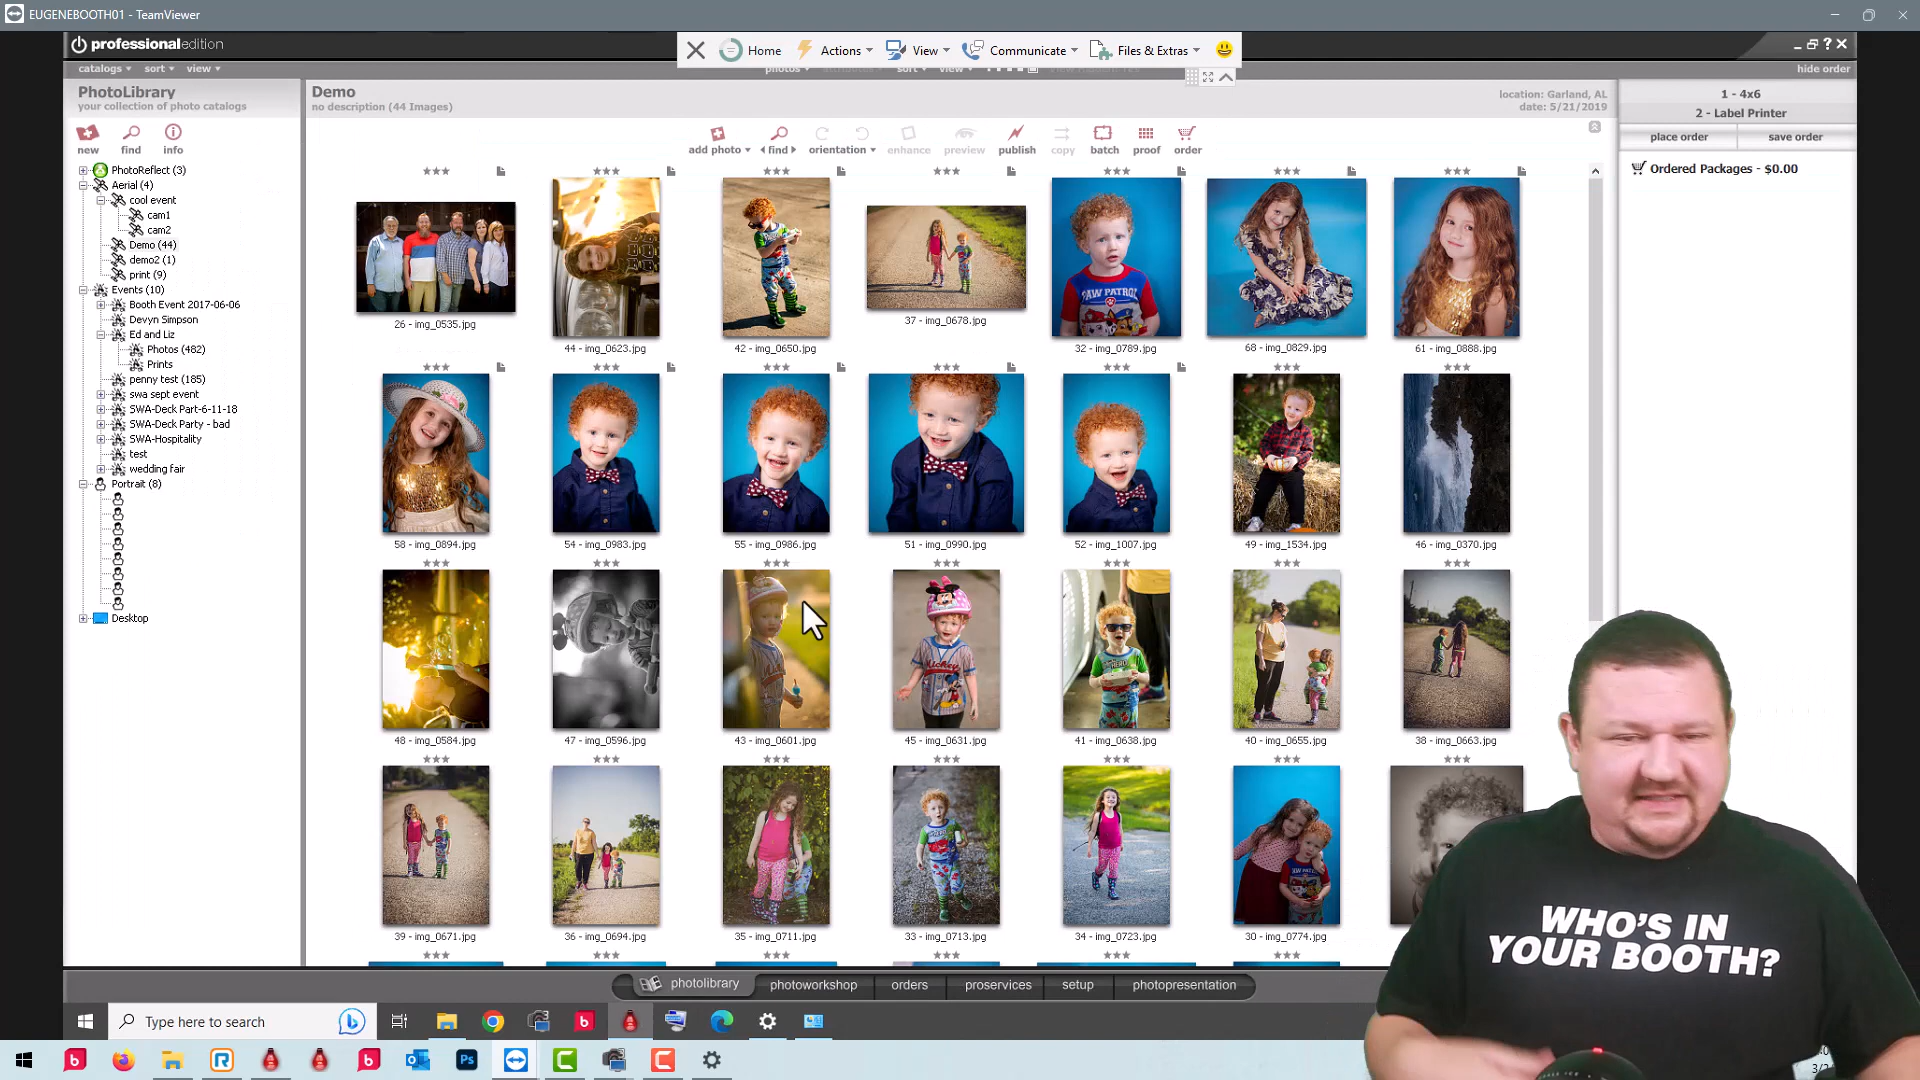 EUGENEBOOTH01 - TeamViewer
professionaledition
Home Actions View Communicate Files & Extras
catalogs sort view
hide order
PhotoLibrary
your collection of photo catalogs
new find info
PhotoReflect (3)
Aerial (4)
cool event
cam1
cam2
Demo (44)
demo2 (1)
print (9)
Events (10)
Booth Event 2017-06-06
Devyn Simpson
Ed and Liz
Photos (482)
Prints
penny test (185)
swa sept event
SWA-Deck Part-6-11-18
SWA-Deck Party - bad
SWA-Hospitality
test
wedding fair
Portrait (8)
Desktop
Demo
no description (44 Images)
location: Garland, AL
date: 5/21/2019
add photo find orientation enhance preview publish copy batch proof order
1 - 4x6
2 - Label Printer
place order save order
Ordered Packages - $0.00
26 - img_0535.jpg
44 - img_0623.jpg
42 - img_0650.jpg
37 - img_0678.jpg
32 - img_0789.jpg
68 - img_0829.jpg
61 - img_0888.jpg
PAW PATROL
58 - img_0894.jpg
54 - img_0983.jpg
55 - img_0986.jpg
51 - img_0990.jpg
52 - img_1007.jpg
49 - img_1534.jpg
46 - img_0370.jpg
48 - img_0584.jpg
47 - img_0596.jpg
43 - img_0601.jpg
45 - img_0631.jpg
41 - img_0638.jpg
40 - img_0655.jpg
38 - img_0663.jpg
39 - img_0671.jpg
36 - img_0694.jpg
35 - img_0711.jpg
33 - img_0713.jpg
34 - img_0723.jpg
30 - img_0774.jpg
WHO'S IN
YOUR BOOTH?
photolibrary photoworkshop orders proservices setup photopresentation
Type here to search